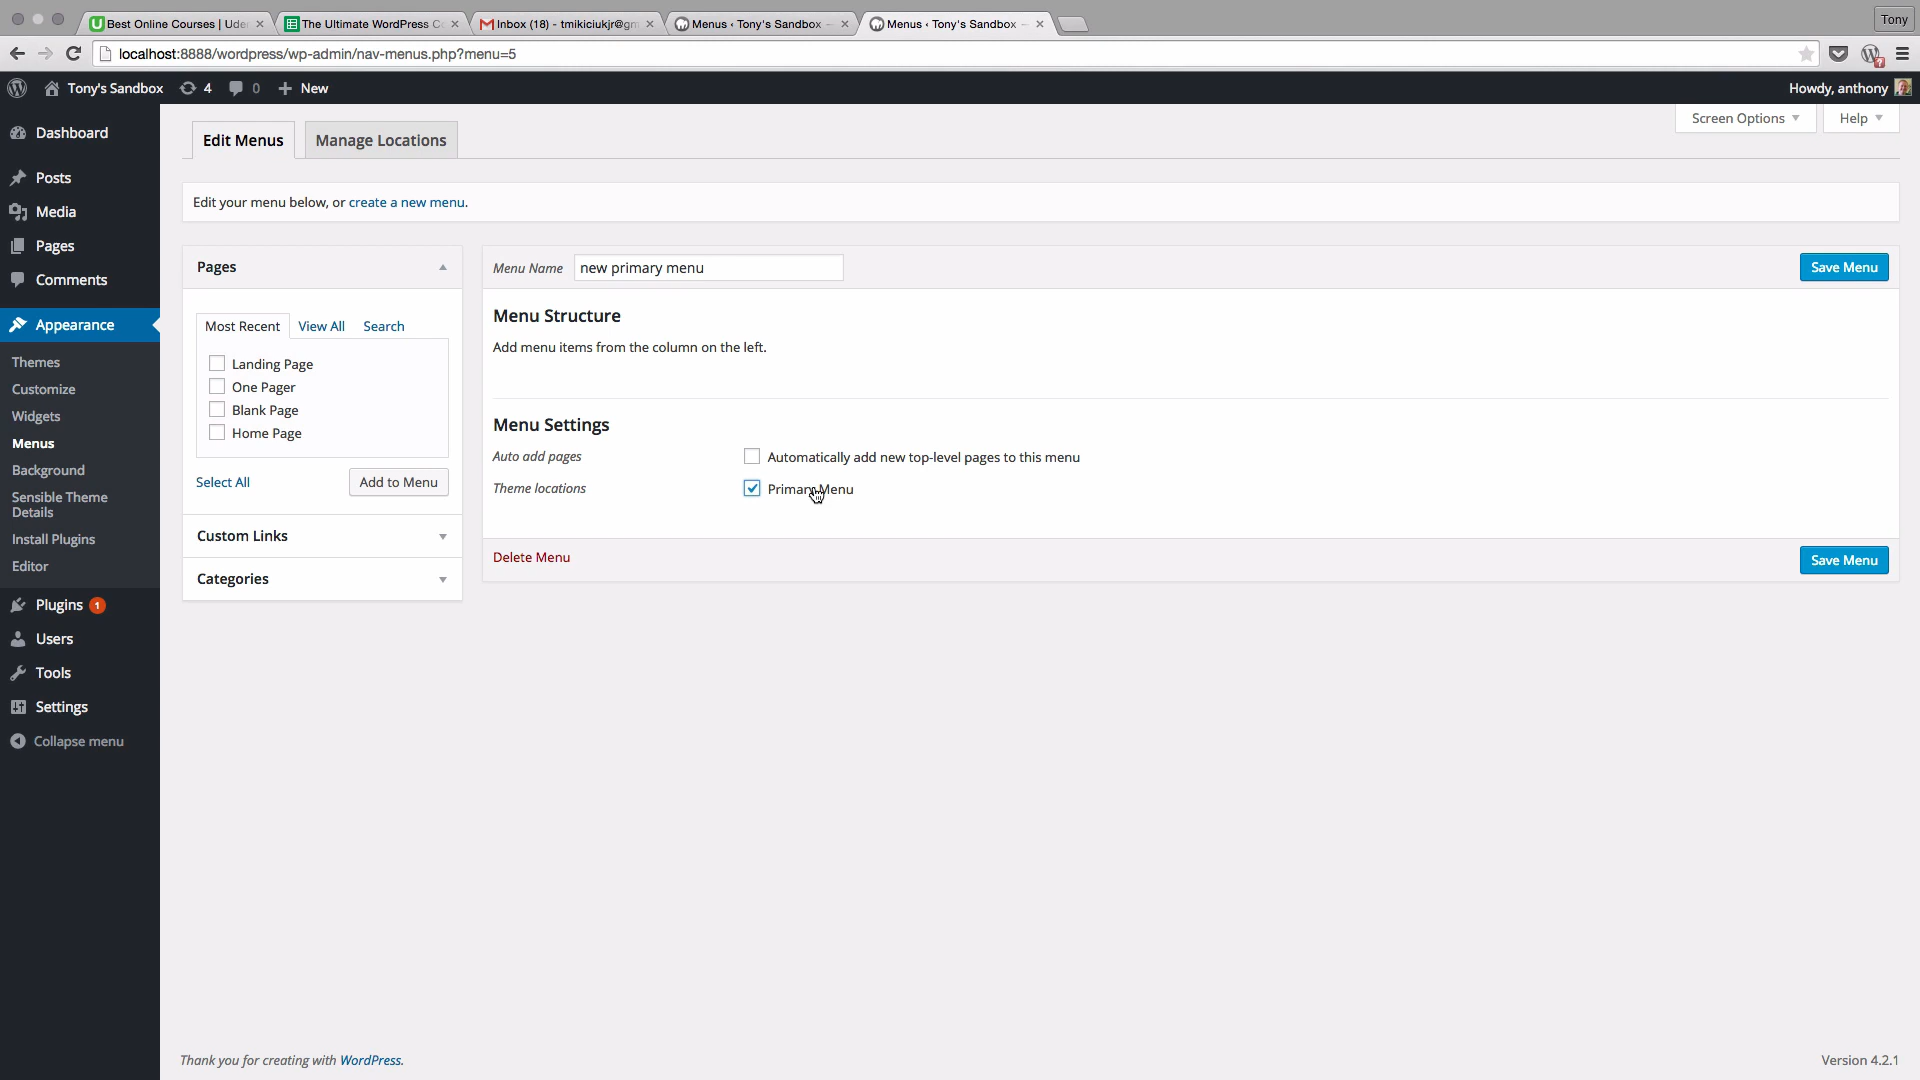 Best Online Courses | Ude
The Ultimate WordPress C
Inbox (18) - tmikiciukjr@gm
Menus ‹ Tony's Sandbox
Menus ‹ Tony's Sandbox
Tony
localhost:8888/wordpress/wp-admin/nav-menus.php?menu=5
Tony's Sandbox 4 0 + New
Howdy, anthony
Screen Options
Help
Dashboard
Posts
Media
Pages
Comments
Appearance
Themes
Customize
Widgets
Menus
Background
Sensible Theme
Details
Install Plugins
Editor
Plugins 1
Users
Tools
Settings
Collapse menu
Edit Menus
Manage Locations
Edit your menu below, or create a new menu.
Pages
Most Recent View All Search
Landing Page
One Pager
Blank Page
Home Page
Select All
Add to Menu
Custom Links
Categories
Menu Name new primary menu
Save Menu
Menu Structure
Add menu items from the column on the left.
Menu Settings
Auto add pages
Automatically add new top-level pages to this menu
Theme locations
Primary Menu
Delete Menu
Save Menu
Thank you for creating with WordPress.
Version 4.2.1